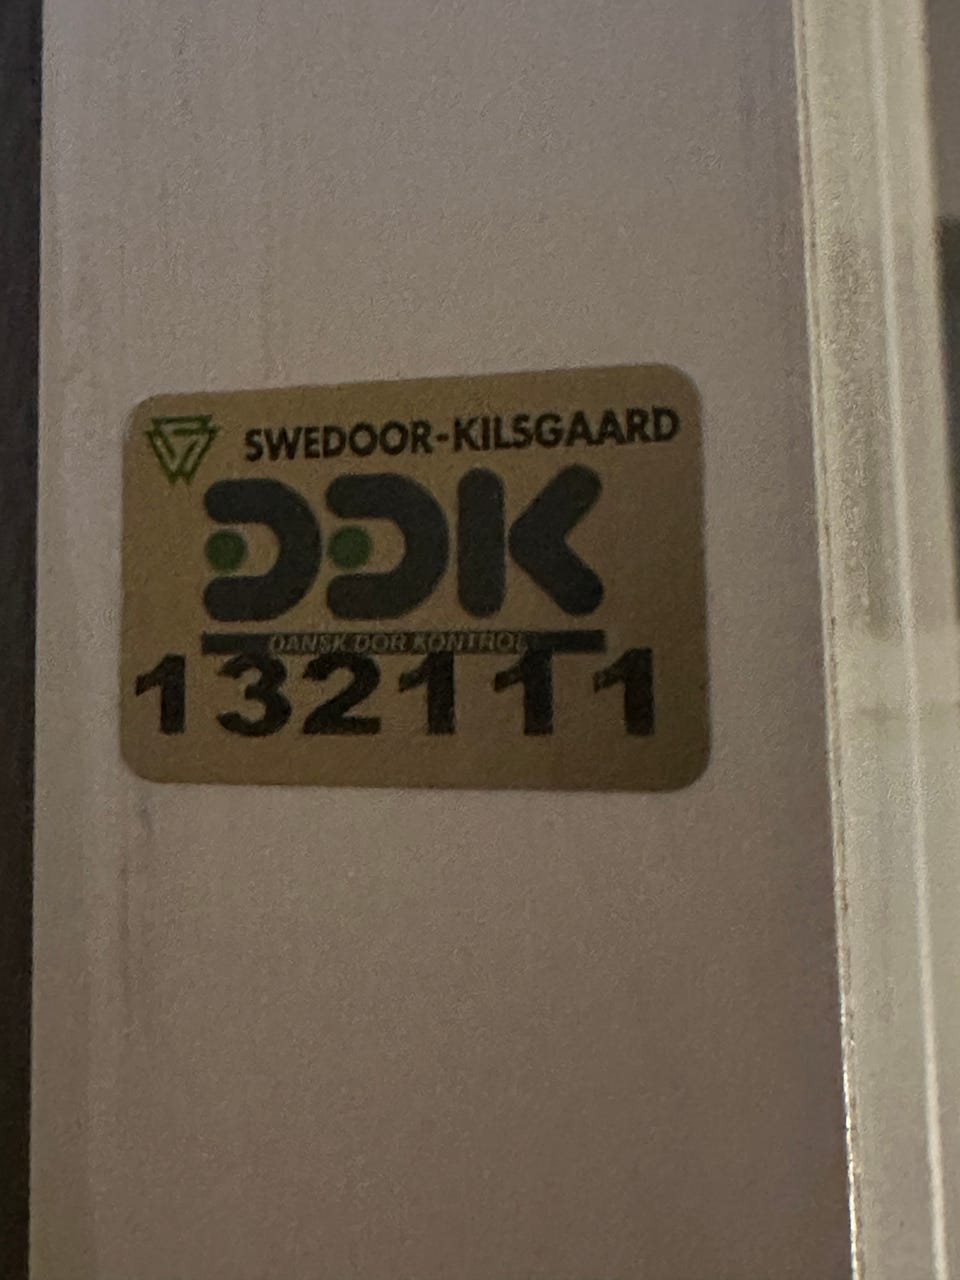 SWEDOOR-KILSGAARD
DDK
DANSK DØR KONTROL
132111